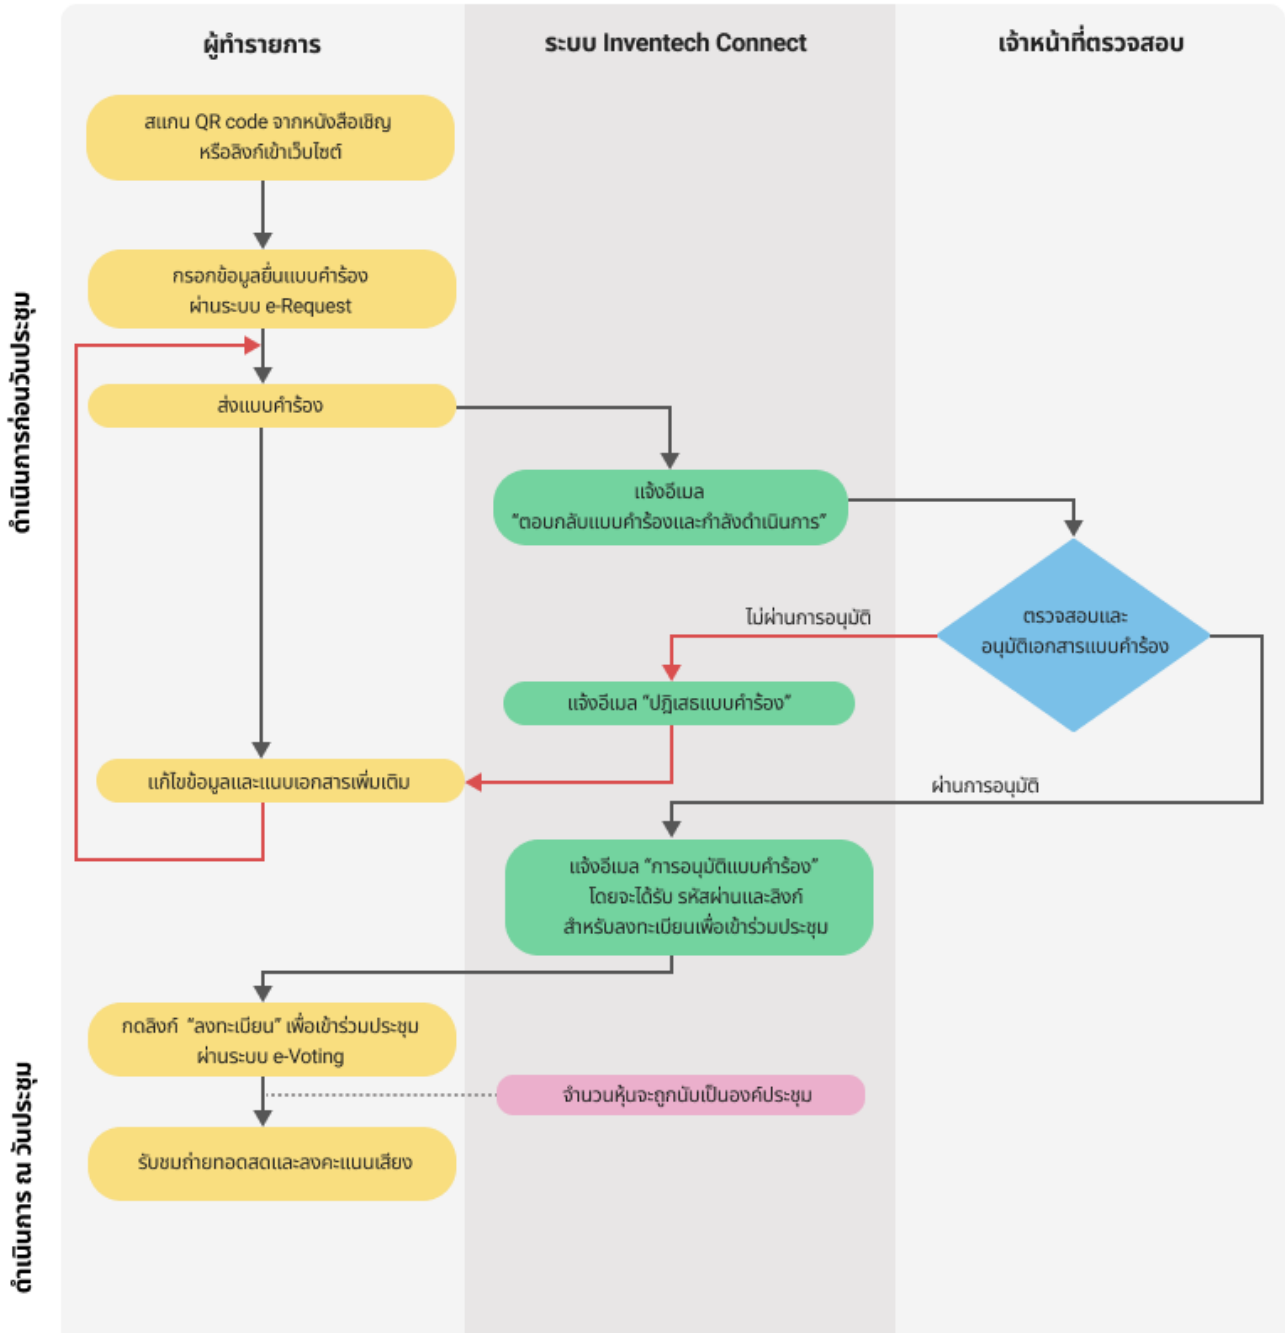 ผู้ทำรายการ
ระบบ Inventech Connect
เจ้าหน้าที่ตรวจสอบ
ดำเนินการก่อนวันประชุม
สแกน QR code จากหนังสือเชิญ
หรือลิงก์เข้าเว็บไซต์
กรอกข้อมูลยื่นแบบคำร้อง
ผ่านระบบ e-Request
ส่งแบบคำร้อง
แจ้งอีเมล
“ตอบกลับแบบคำร้องและกำลังดำเนินการ”
ตรวจสอบและ
อนุมัติเอกสารแบบคำร้อง
ไม่ผ่านการอนุมัติ
แจ้งอีเมล “ปฏิเสธแบบคำร้อง”
แก้ไขข้อมูลและแนบเอกสารเพิ่มเติม
ผ่านการอนุมัติ
แจ้งอีเมล “การอนุมัติแบบคำร้อง”
โดยจะได้รับ รหัสผ่านและลิงก์
สำหรับลงทะเบียนเพื่อเข้าร่วมประชุม
ดำเนินการ ณ วันประชุม
กดลิงก์ “ลงทะเบียน” เพื่อเข้าร่วมประชุม
ผ่านระบบ e-Voting
จำนวนหุ้นจะถูกนับเป็นองค์ประชุม
รับชมถ่ายทอดสดและลงคะแนนเสียง